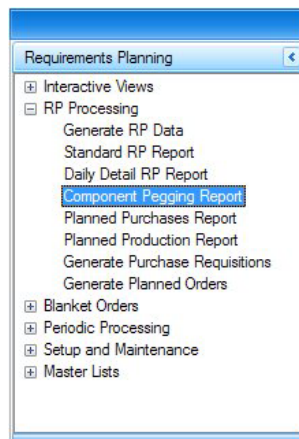 Requirements Planning
Interactive Views
RP Processing
Generate RP Data
Standard RP Report
Daily Detail RP Report
Component Pegging Report
Planned Purchases Report
Planned Production Report
Generate Purchase Requisitions
Generate Planned Orders
Blanket Orders
Periodic Processing
Setup and Maintenance
Master Lists